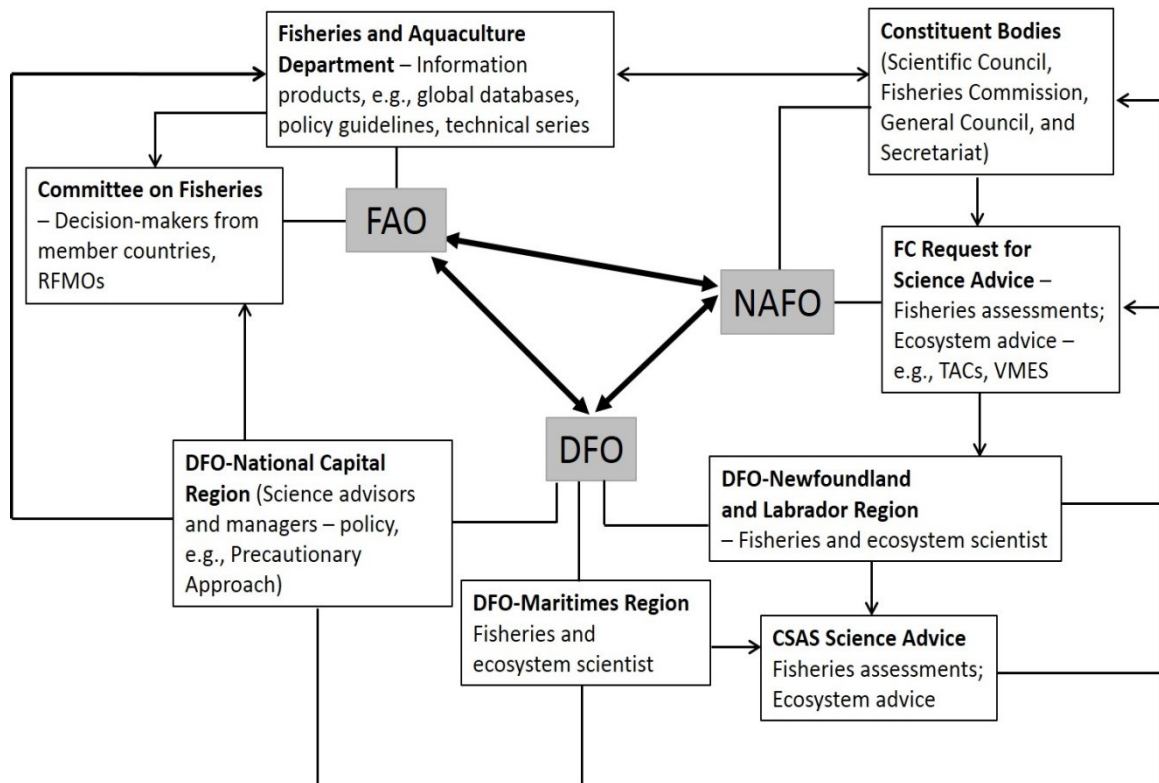 Fisheries and Aquaculture
Department – Information
products, e.g., global databases,
policy guidelines, technical series
Constituent Bodies
(Scientific Council,
Fisheries Commission,
General Council, and
Secretariat)
Committee on Fisheries
– Decision-makers from
member countries,
RFMOs
FAO
FC Request for
Science Advice –
Fisheries assessments;
Ecosystem advice –
e.g., TACs, VMES
NAFO
DFO
DFO-National Capital
Region (Science advisors
and managers – policy,
e.g., Precautionary
Approach)
DFO-Newfoundland
and Labrador Region
– Fisheries and ecosystem scientist
DFO-Maritimes Region
Fisheries and
ecosystem scientist
CSAS Science Advice
Fisheries assessments;
Ecosystem advice